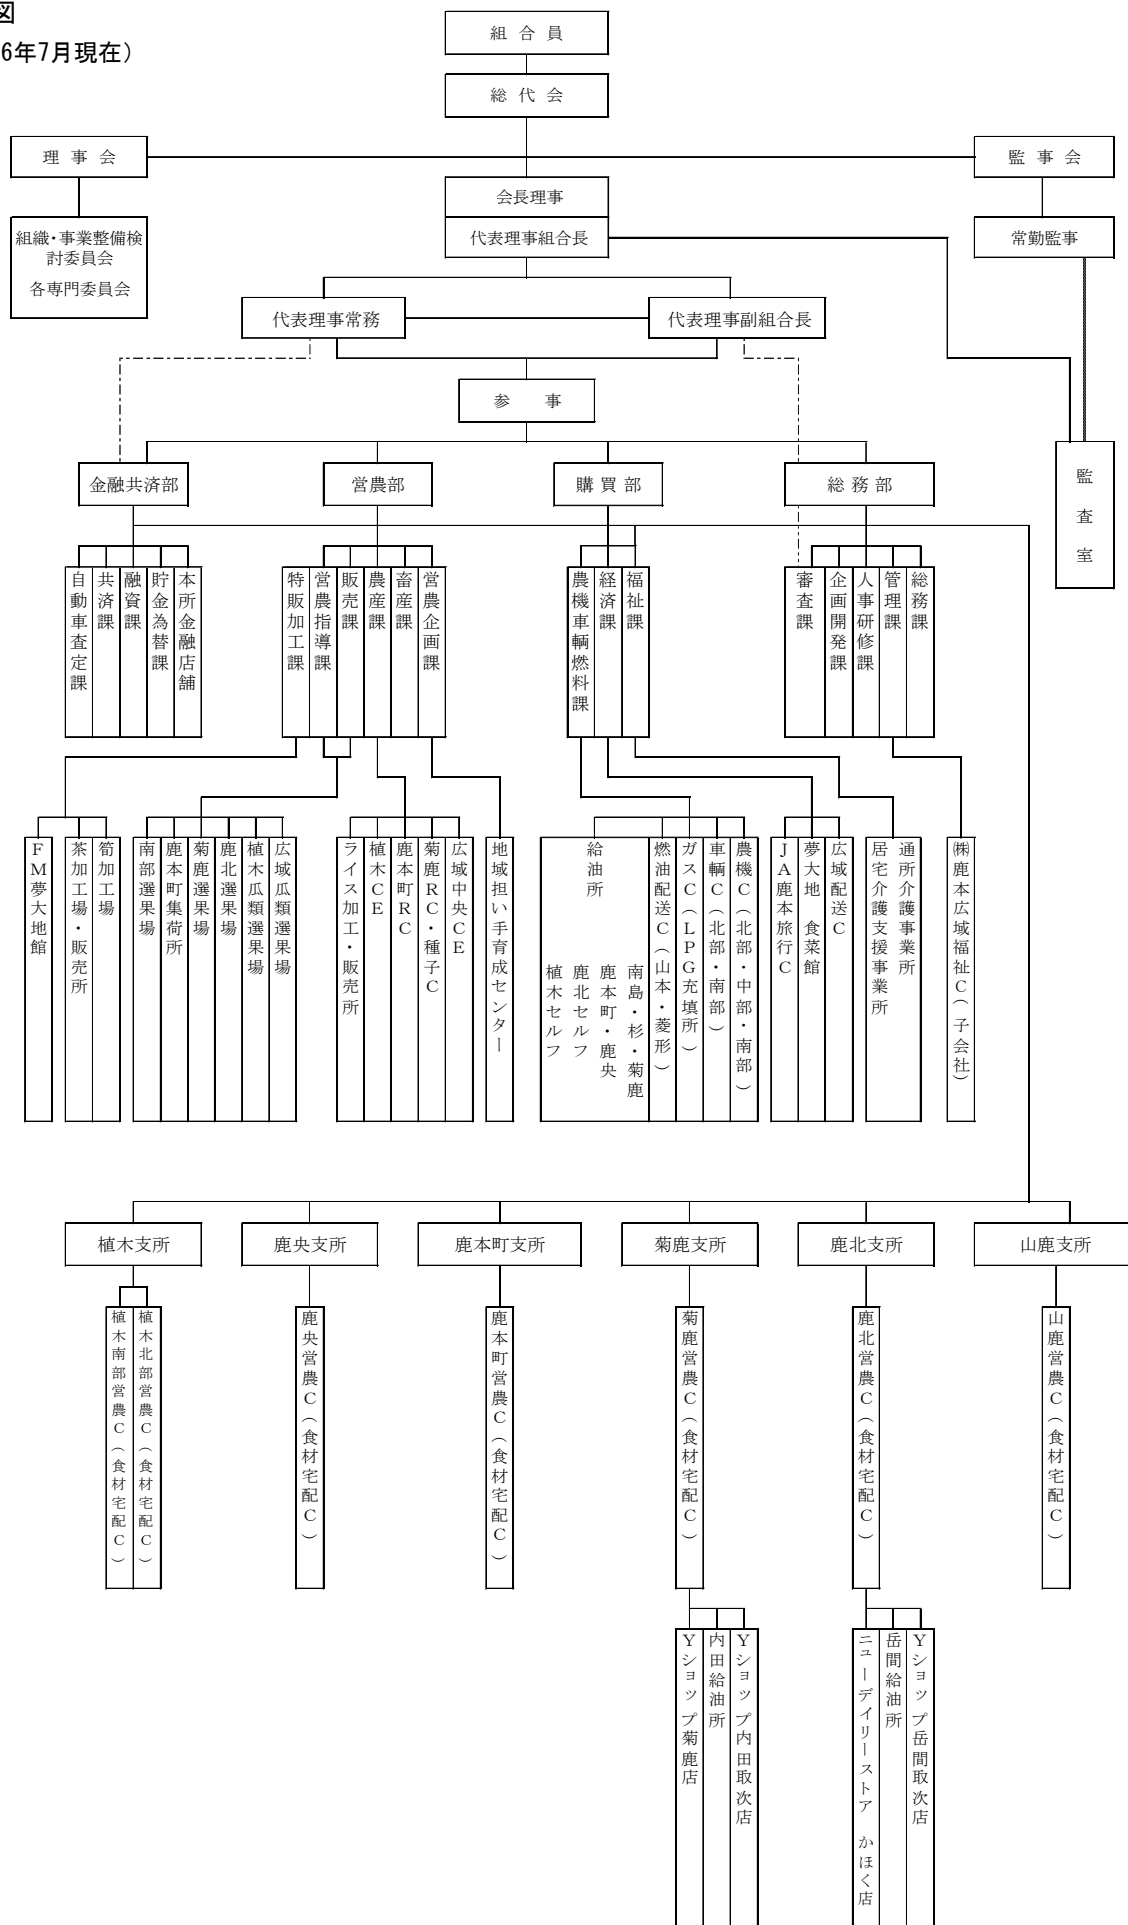 図
6年7月現在）
組合員
総代会
理事会
監事会
会長理事
代表理事組合長
組織・事業整備検
討委員会
各専門委員会
常勤監事
代表理事常務
代表理事副組合長
参　事
金融共済部
営農部
購買部
総務部
監査室
自動車査定課
共済課
融資課
貯金為替課
本所金融店舗
特販加工課
営農指導課
販売課
農産課
畜産課
営農企画課
農機車輌燃料課
経済課
福祉課
審査課
企画開発課
人事研修課
管理課
総務課
FM夢大地館
茶加工場・販売所
筍加工場
南部選果場
鹿本町集荷所
菊鹿選果場
鹿北選果場
植木瓜類選果場
広域瓜類選果場
ライス加工・販売所
植木CE
鹿本町RC
菊鹿RC・種子C
広域中央CE
地域担い手育成センター
給油所
南島・杉・菊鹿
鹿本町・鹿央
鹿北セルフ
植木セルフ
燃油配送C（山本・菱形）
ガスC（LPG充填所）
車輌C（北部・南部）
農機C（北部・中部・南部）
JA鹿本旅行C
夢大地　食菜館
広域配送C
通所介護事業所
居宅介護支援事業所
㈱鹿本広域福祉C（子会社）
植木支所
鹿央支所
鹿本町支所
菊鹿支所
鹿北支所
山鹿支所
植木南部営農C（食材宅配C）
植木北部営農C（食材宅配C）
鹿央営農C（食材宅配C）
鹿本町営農C（食材宅配C）
菊鹿営農C（食材宅配C）
鹿北営農C（食材宅配C）
山鹿営農C（食材宅配C）
Yショップ菊鹿店
内田給油所
Yショップ内田取次店
ニューデイリーストア　かほく店
岳間給油所
Yショップ岳間取次店